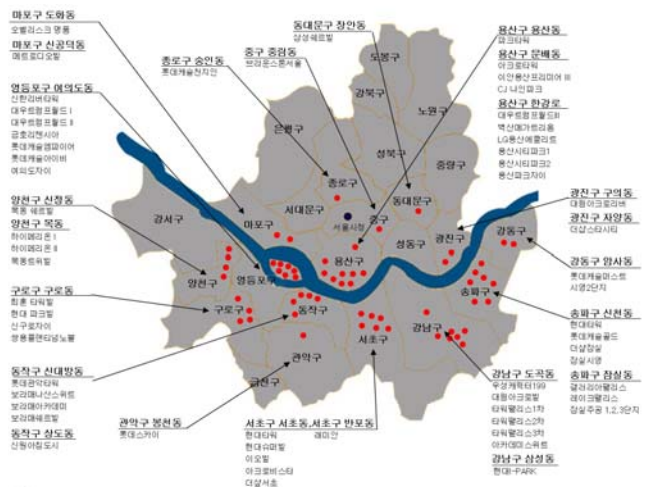 마포구 도화동
오벨리스크 명품
마포구 신공덕동
메트로디오빌
영등포구 여의도동
신한리버타워
대우트럼프월드 I
대우트럼프월드 II
금호리첸시아
롯데캐슬엠파이어
롯데캐슬아이비
여의도자이
양천구 신정동
목동 쉐르빌
양천구 목동
하이페리온 I
하이페리온 II
목동트위빌
구로구 구로동
현대 파크빌
신구로자이
쌍용플래티넘노블
동작구 신대방동
롯데관악타워
보라매나산스위트
보라매아카데미
보라매쉐르빌
동작구 상도동
신원아침도시
종로구 숭인동
롯데캐슬천지인
중구 중림동
브라운스톤서울
동대문구 장안동
삼성쉐르빌
용산구 용산동
파크타워
용산구 문배동
아크로타워
이안용산프리미어 III
CJ 나인파크
용산구 한강로
대우트럼프월드III
벽산메가트리움
LG용산에클라트
용산시티파크1
용산시티파크2
용산파크자이
광진구 구의동
대림아크로리버
광진구 자양동
더샵스타시티
강동구 암사동
롯데캐슬퍼스트
시영2단지
송파구 신천동
현대타워
롯데캐슬골드
더샵잠실
잠실시영
송파구 잠실동
갤러리아팰리스
레이크팰리스
잠실주공 1,2,3단지
강남구 도곡동
우성캐릭터199
대림아크로빌
타워팰리스1차
타워팰리스2차
타워팰리스3차
아카데미스위트
강남구 삼성동
현대I-PARK
관악구 봉천동
롯데스카이
서초구 서초동, 서초구 반포동
현대타워
래미안
현대슈퍼빌
이오빌
아크로비스타
더샵서초
도봉구
강북구
노원구
은평구
성북구
중랑구
종로구
동대문구
서대문구
중구
서울시청
강서구
마포구
성동구
광진구
강동구
양천구
영등포구
용산구
송파구
구로구
동작구
서초구
강남구
관악구
금천구